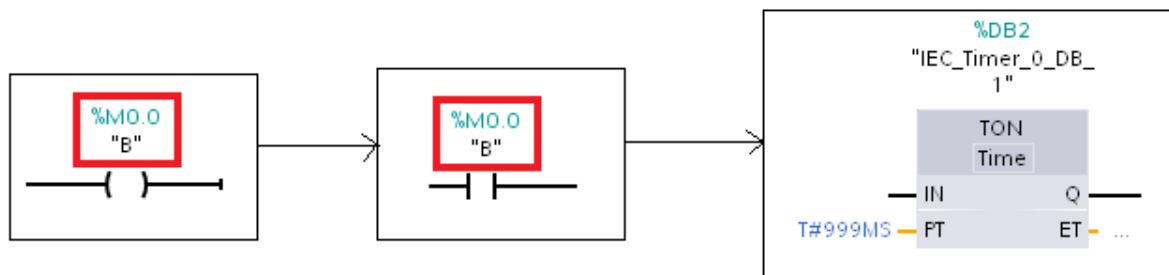 %M0.0
"B"
%M0.0
"B"
%DB2
"IEC_Timer_0_DB_
1"
TON
Time
IN Q
T#999MS PT ET ...